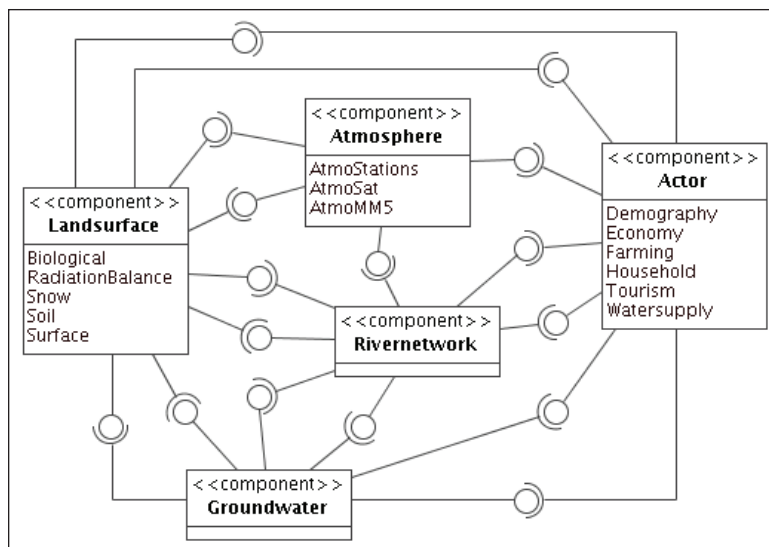 < <component> >
Atmosphere
AtmoStations
AtmoSat
AtmoMM5
< <component> >
Actor
Demography
Economy
Farming
Household
Tourism
Watersupply
< <component> >
Landsurface
Biological
RadiationBalance
Snow
Soil
Surface
< <component> >
Rivernetwork
< <component> >
Groundwater